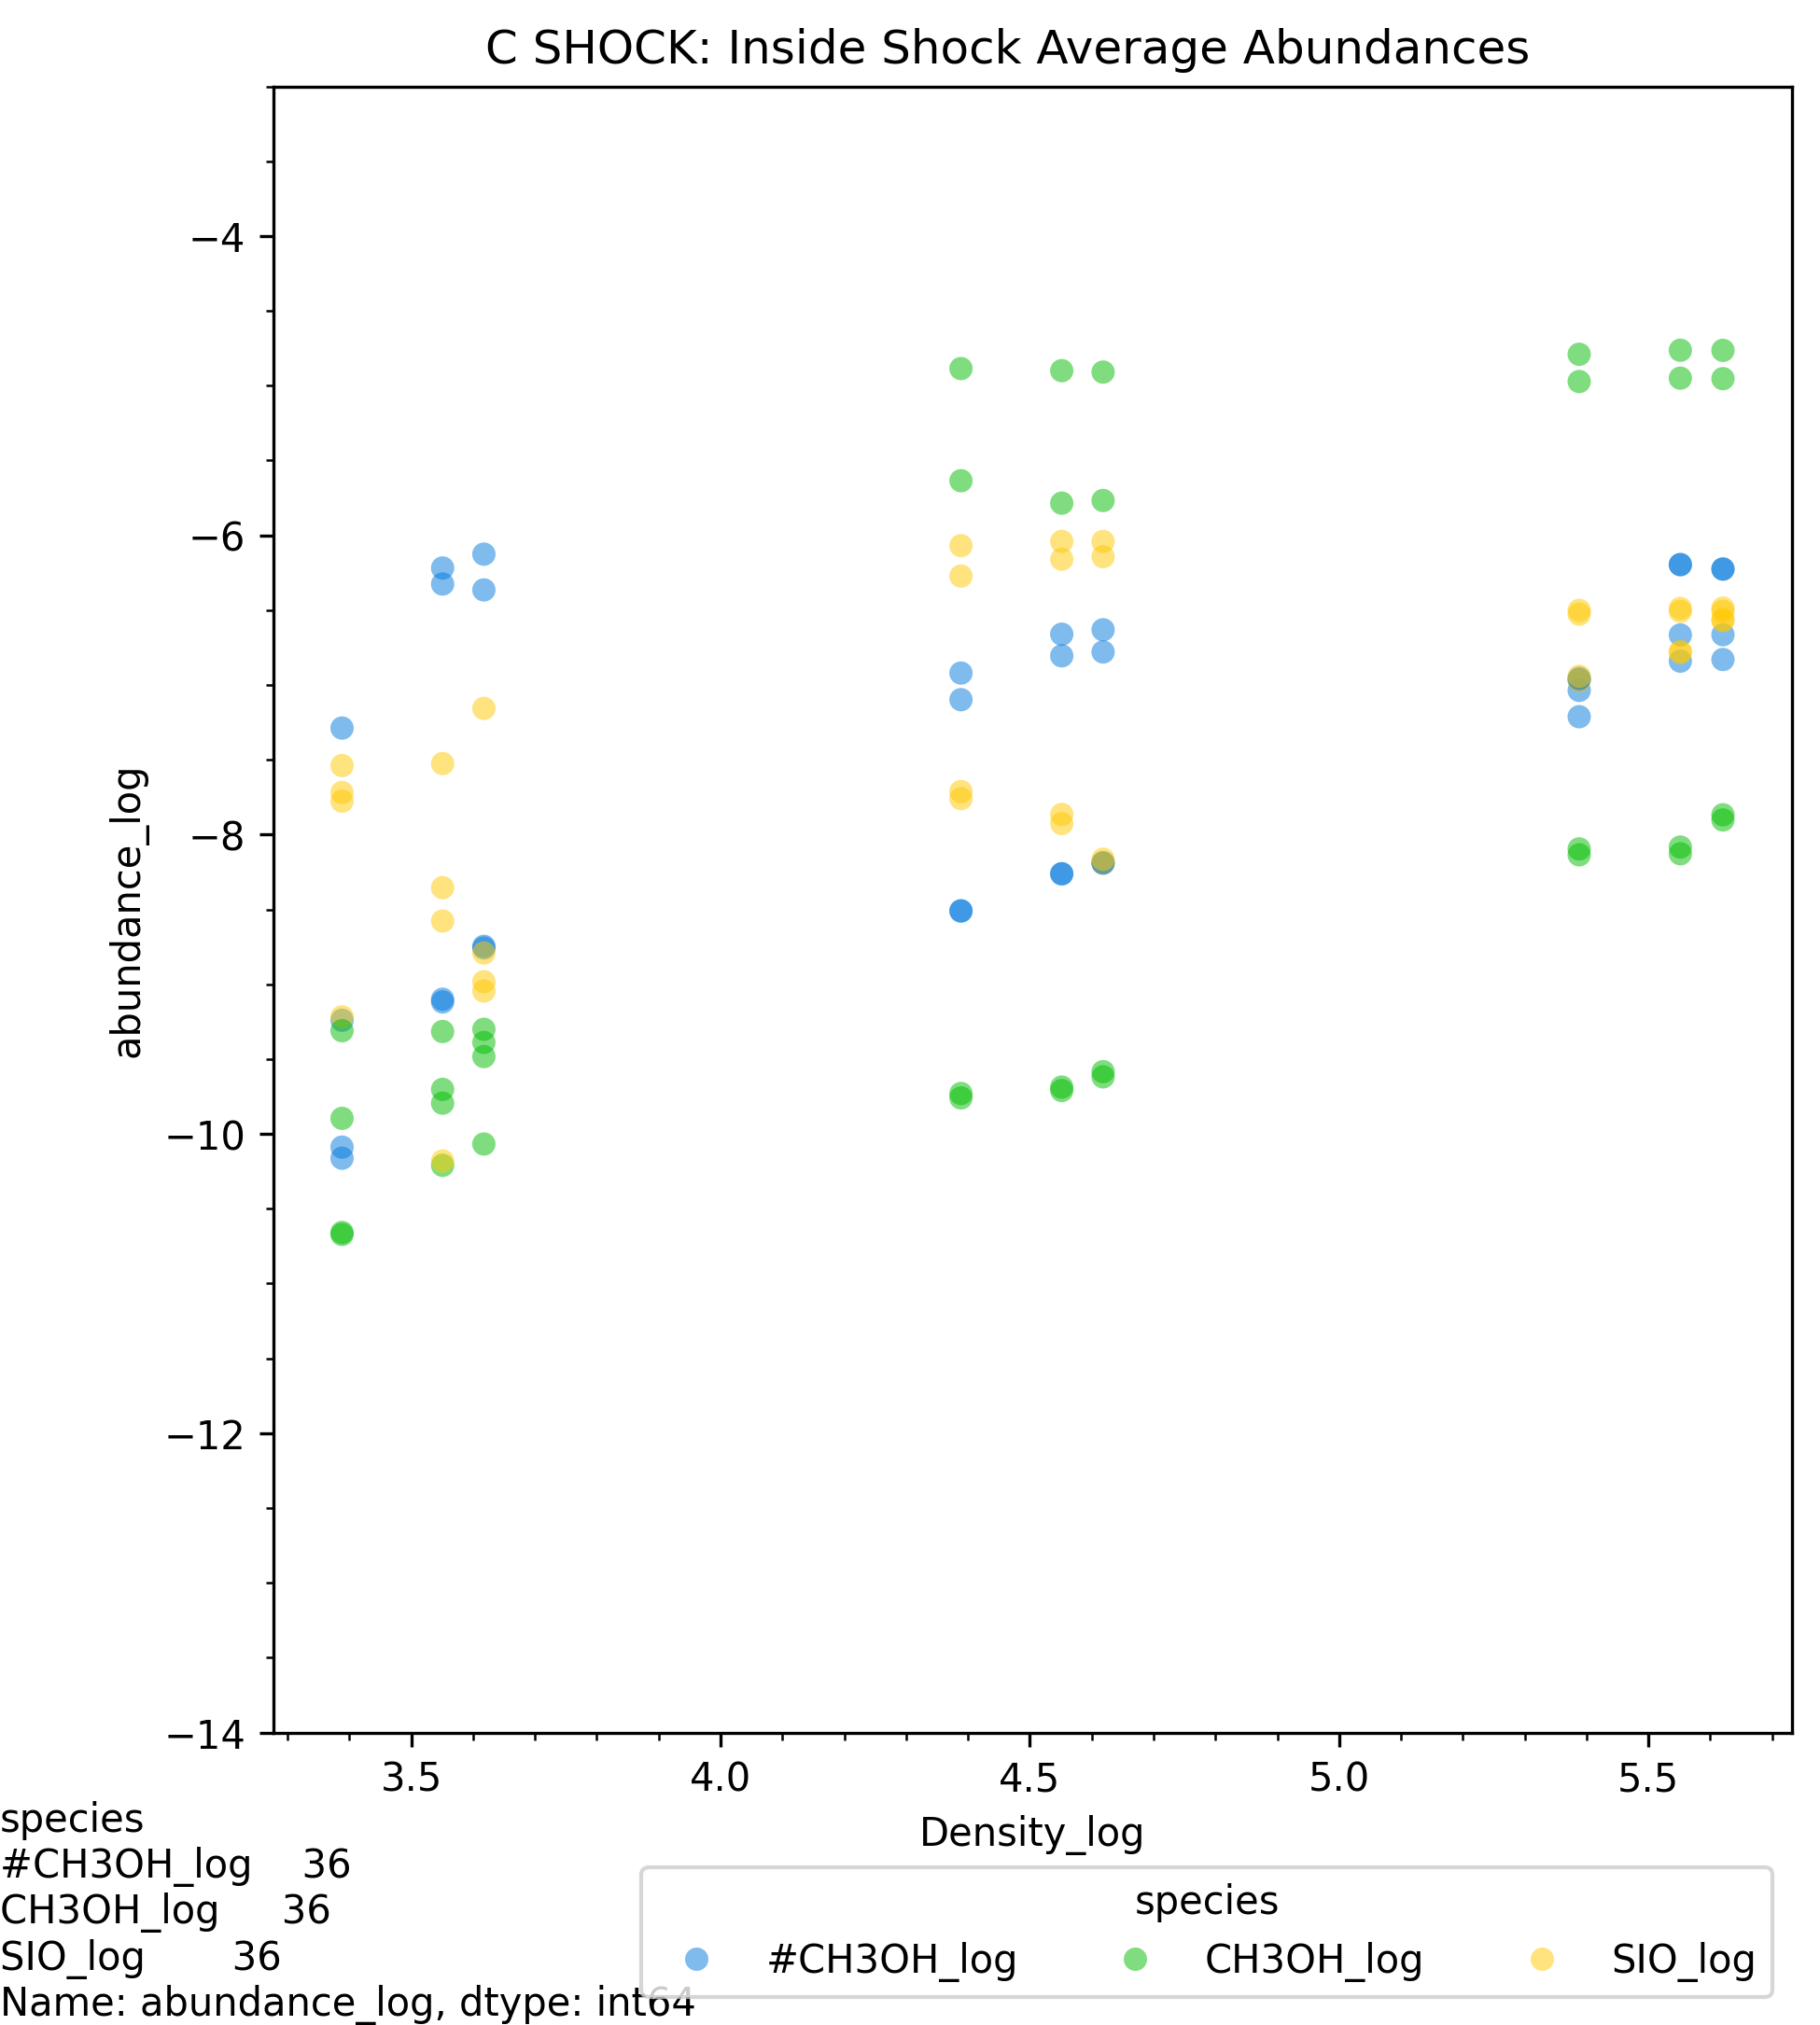 C SHOCK: Inside Shock Average Abundances
−4
−6
−8
−10
−12
−14
abundance_log
3.5 4.0 4.5 5.0 5.5
Density_log
species
#CH3OH_log 36
CH3OH_log 36
SIO_log 36
Name: abundance_log, dtype: int64
species
#CH3OH_log CH3OH_log SIO_log